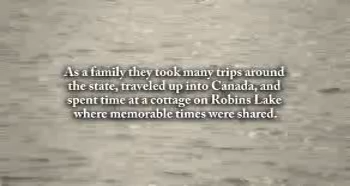 As a family they took many trips around
the state, traveled up into Canada, and
spent time at a cottage on Robins Lake
where memorable times were shared.